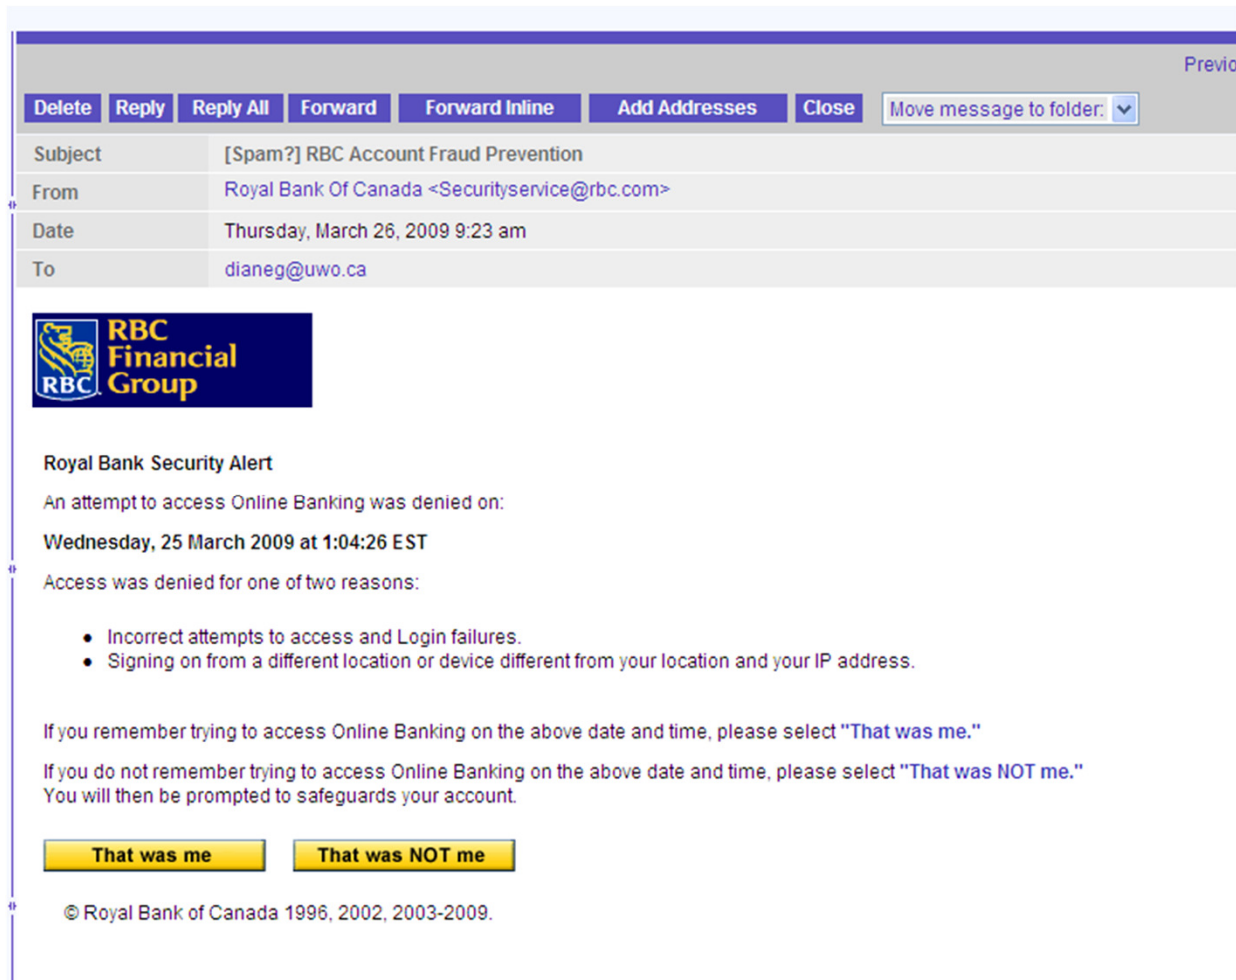 Previo
Delete Reply Reply All Forward Forward Inline Add Addresses Close Move message to folder:
Subject [Spam?] RBC Account Fraud Prevention
From Royal Bank Of Canada <Securityservice@rbc.com>
Date Thursday, March 26, 2009 9:23 am
To dianeg@uwo.ca
RBC
Financial
Group
RBC
Royal Bank Security Alert
An attempt to access Online Banking was denied on:
Wednesday, 25 March 2009 at 1:04:26 EST
Access was denied for one of two reasons:
● Incorrect attempts to access and Login failures.
● Signing on from a different location or device different from your location and your IP address.
If you remember trying to access Online Banking on the above date and time, please select "That was me."
If you do not remember trying to access Online Banking on the above date and time, please select "That was NOT me."
You will then be prompted to safeguards your account.
That was me That was NOT me
© Royal Bank of Canada 1996, 2002, 2003-2009.